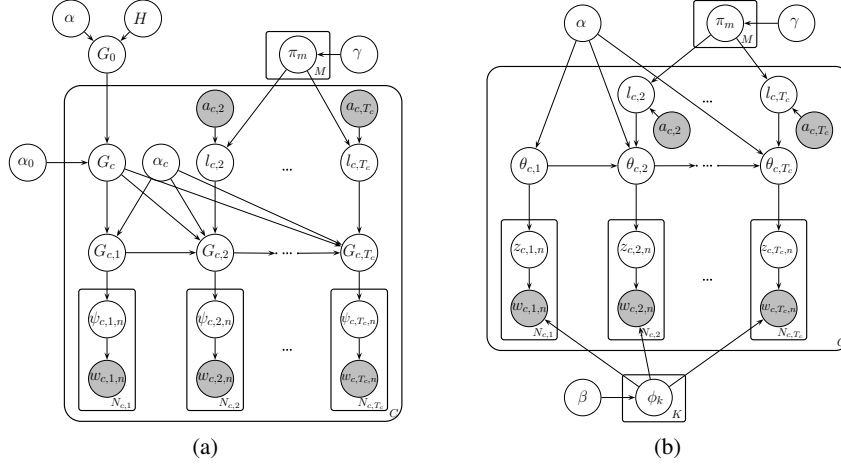 α H
G_0
π_m γ
M
a_{c,2} a_{c,T_c}
α_0 G_c α_c l_{c,2} ... l_{c,T_c}
G_{c,1} G_{c,2} ... G_{c,T_c}
ψ_{c,1,n} ψ_{c,2,n} ψ_{c,T_c,n}
...
w_{c,1,n} w_{c,2,n} w_{c,T_c,n}
N_{c,1} N_{c,2} N_{c,T_c} C
(a)
α π_m γ
M
l_{c,2} ... l_{c,T_c}
a_{c,2} a_{c,T_c}
θ_{c,1} θ_{c,2} ... θ_{c,T_c}
z_{c,1,n} z_{c,2,n} z_{c,T_c,n}
...
w_{c,1,n} w_{c,2,n} w_{c,T_c,n}
N_{c,1} N_{c,2} N_{c,T_c}
β φ_k
K
(b)